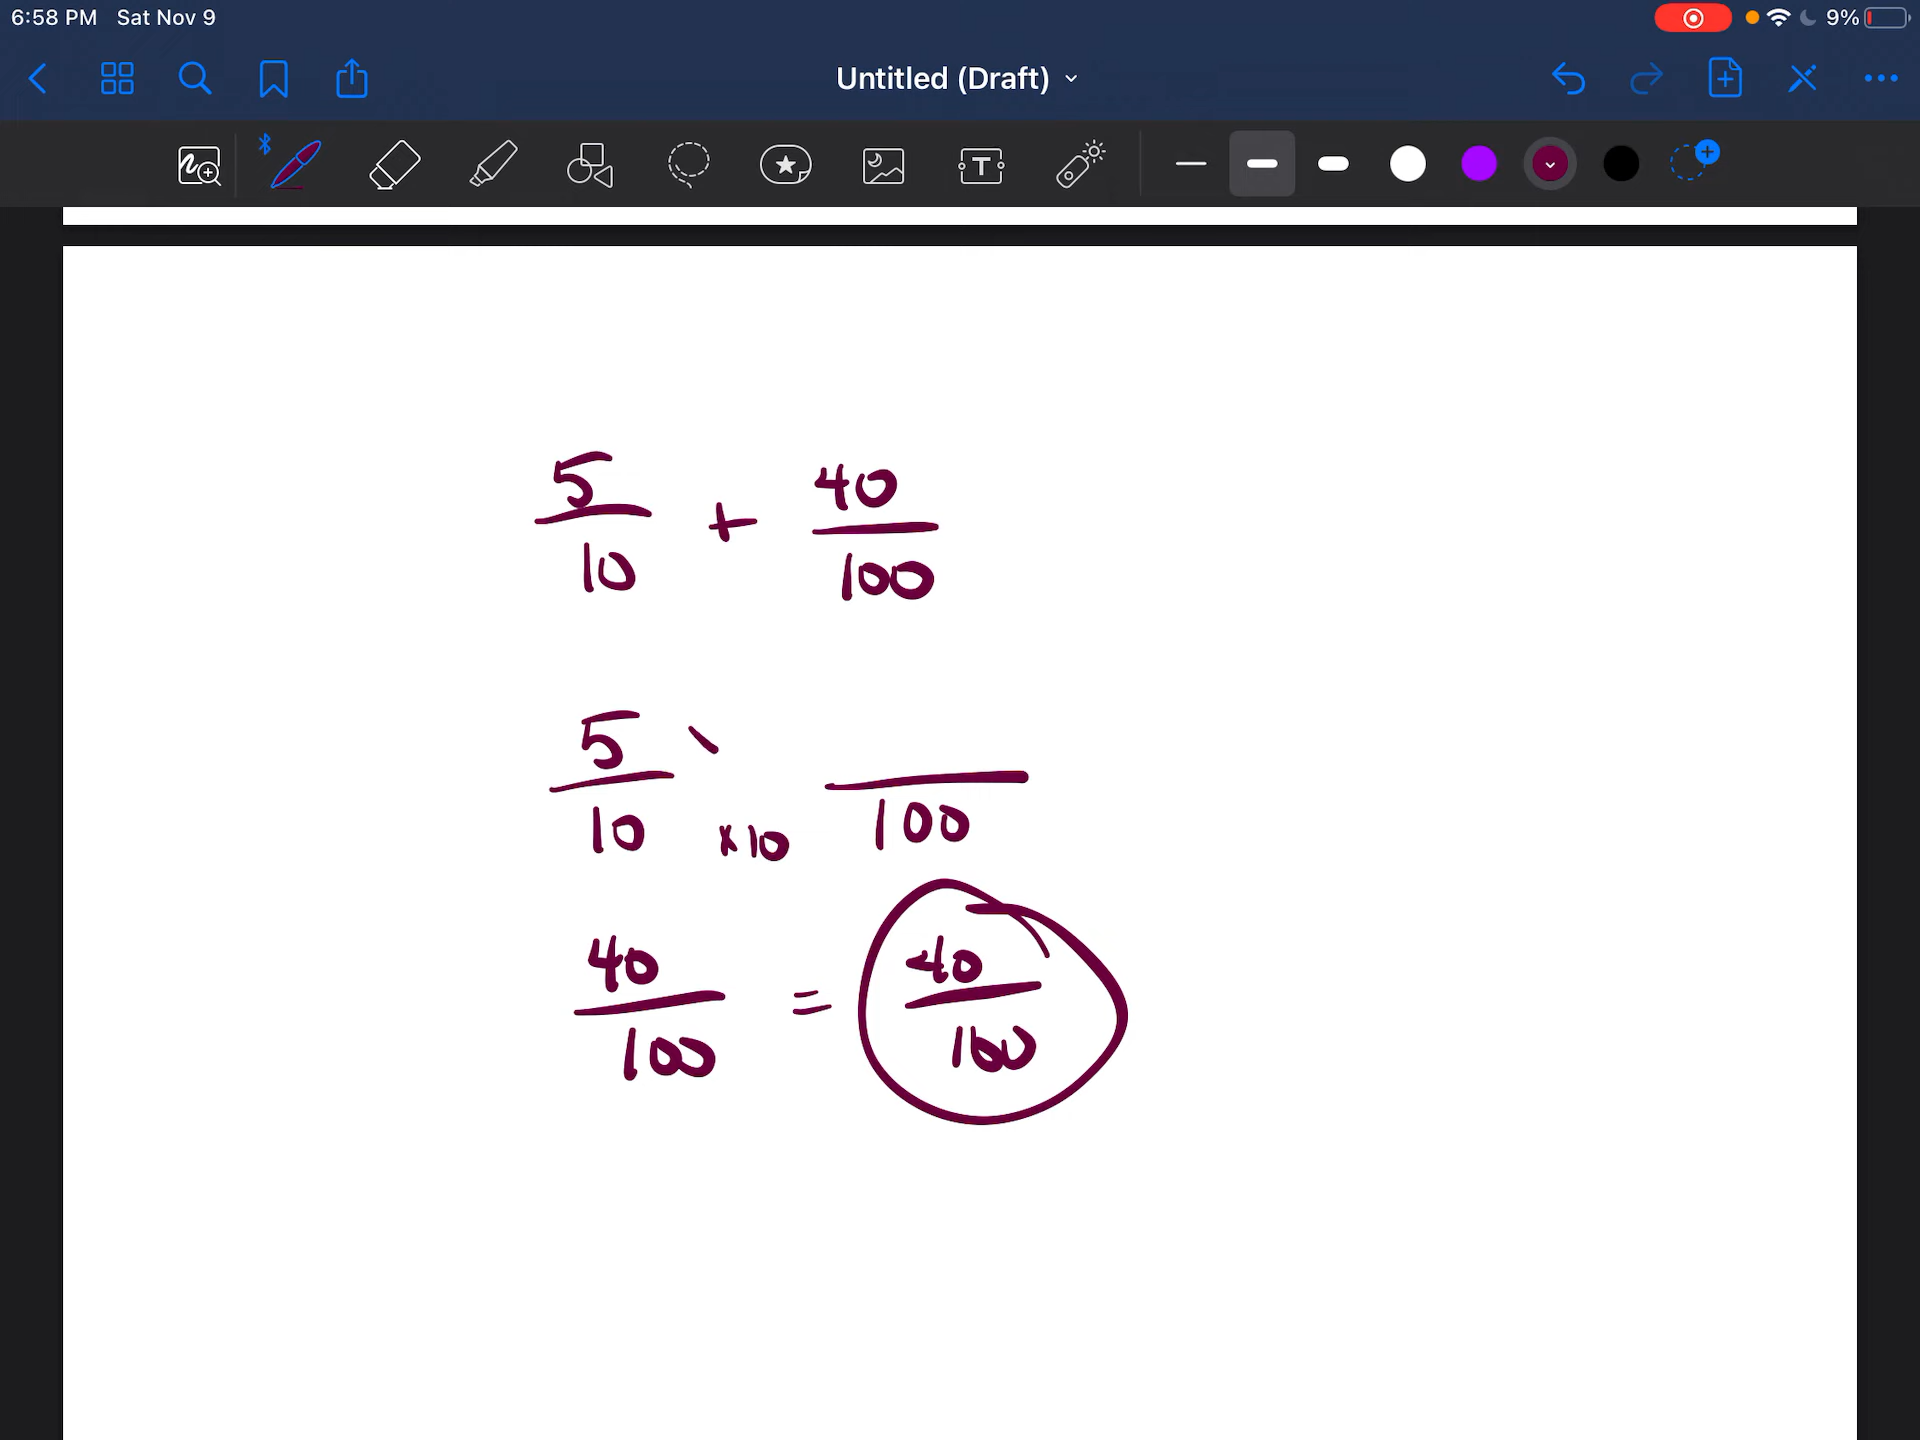 6:58 PM Sat Nov 9 9%
Untitled (Draft)
T
5/10 + 40/100
5/10 ×10 /100
40/100 = 40/100